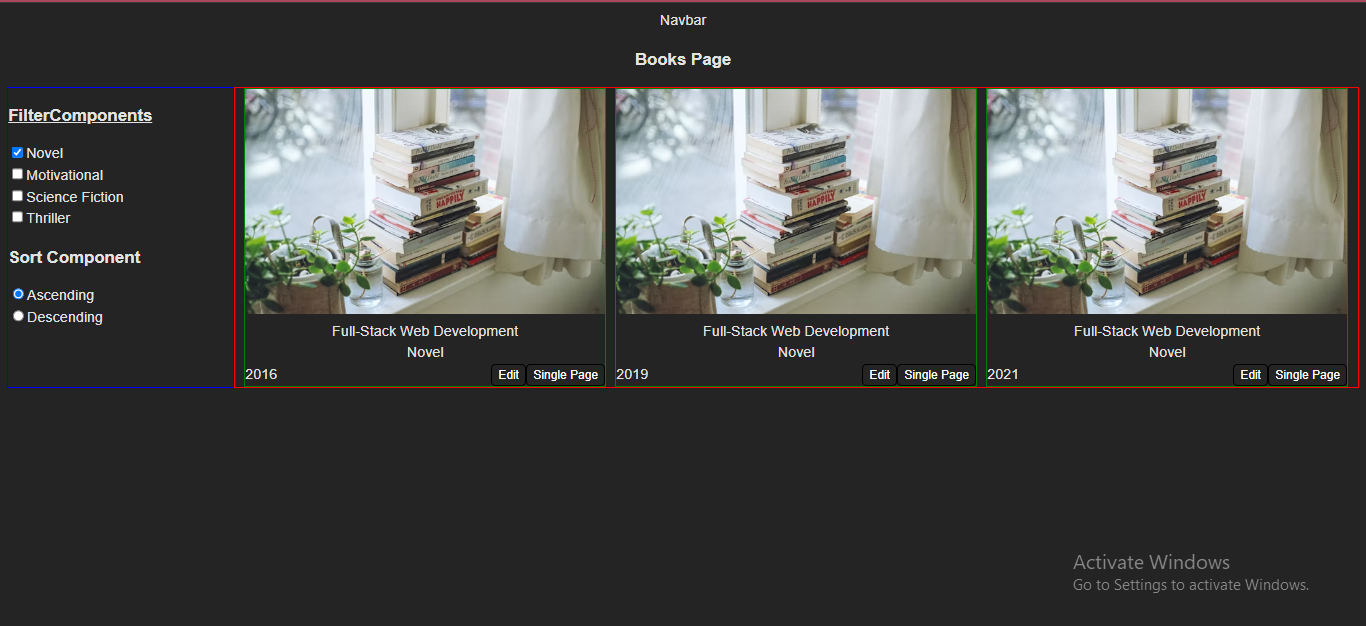 Navbar
Books Page
FilterComponents
Novel
Motivational
Science Fiction
Thriller
Sort Component
Ascending
Descending
HAPPILY
Full-Stack Web Development
Novel
2016 Edit Single Page
HAPPILY
Full-Stack Web Development
Novel
2019 Edit Single Page
HAPPILY
Full-Stack Web Development
Novel
2021 Edit Single Page
Activate Windows
Go to Settings to activate Windows.